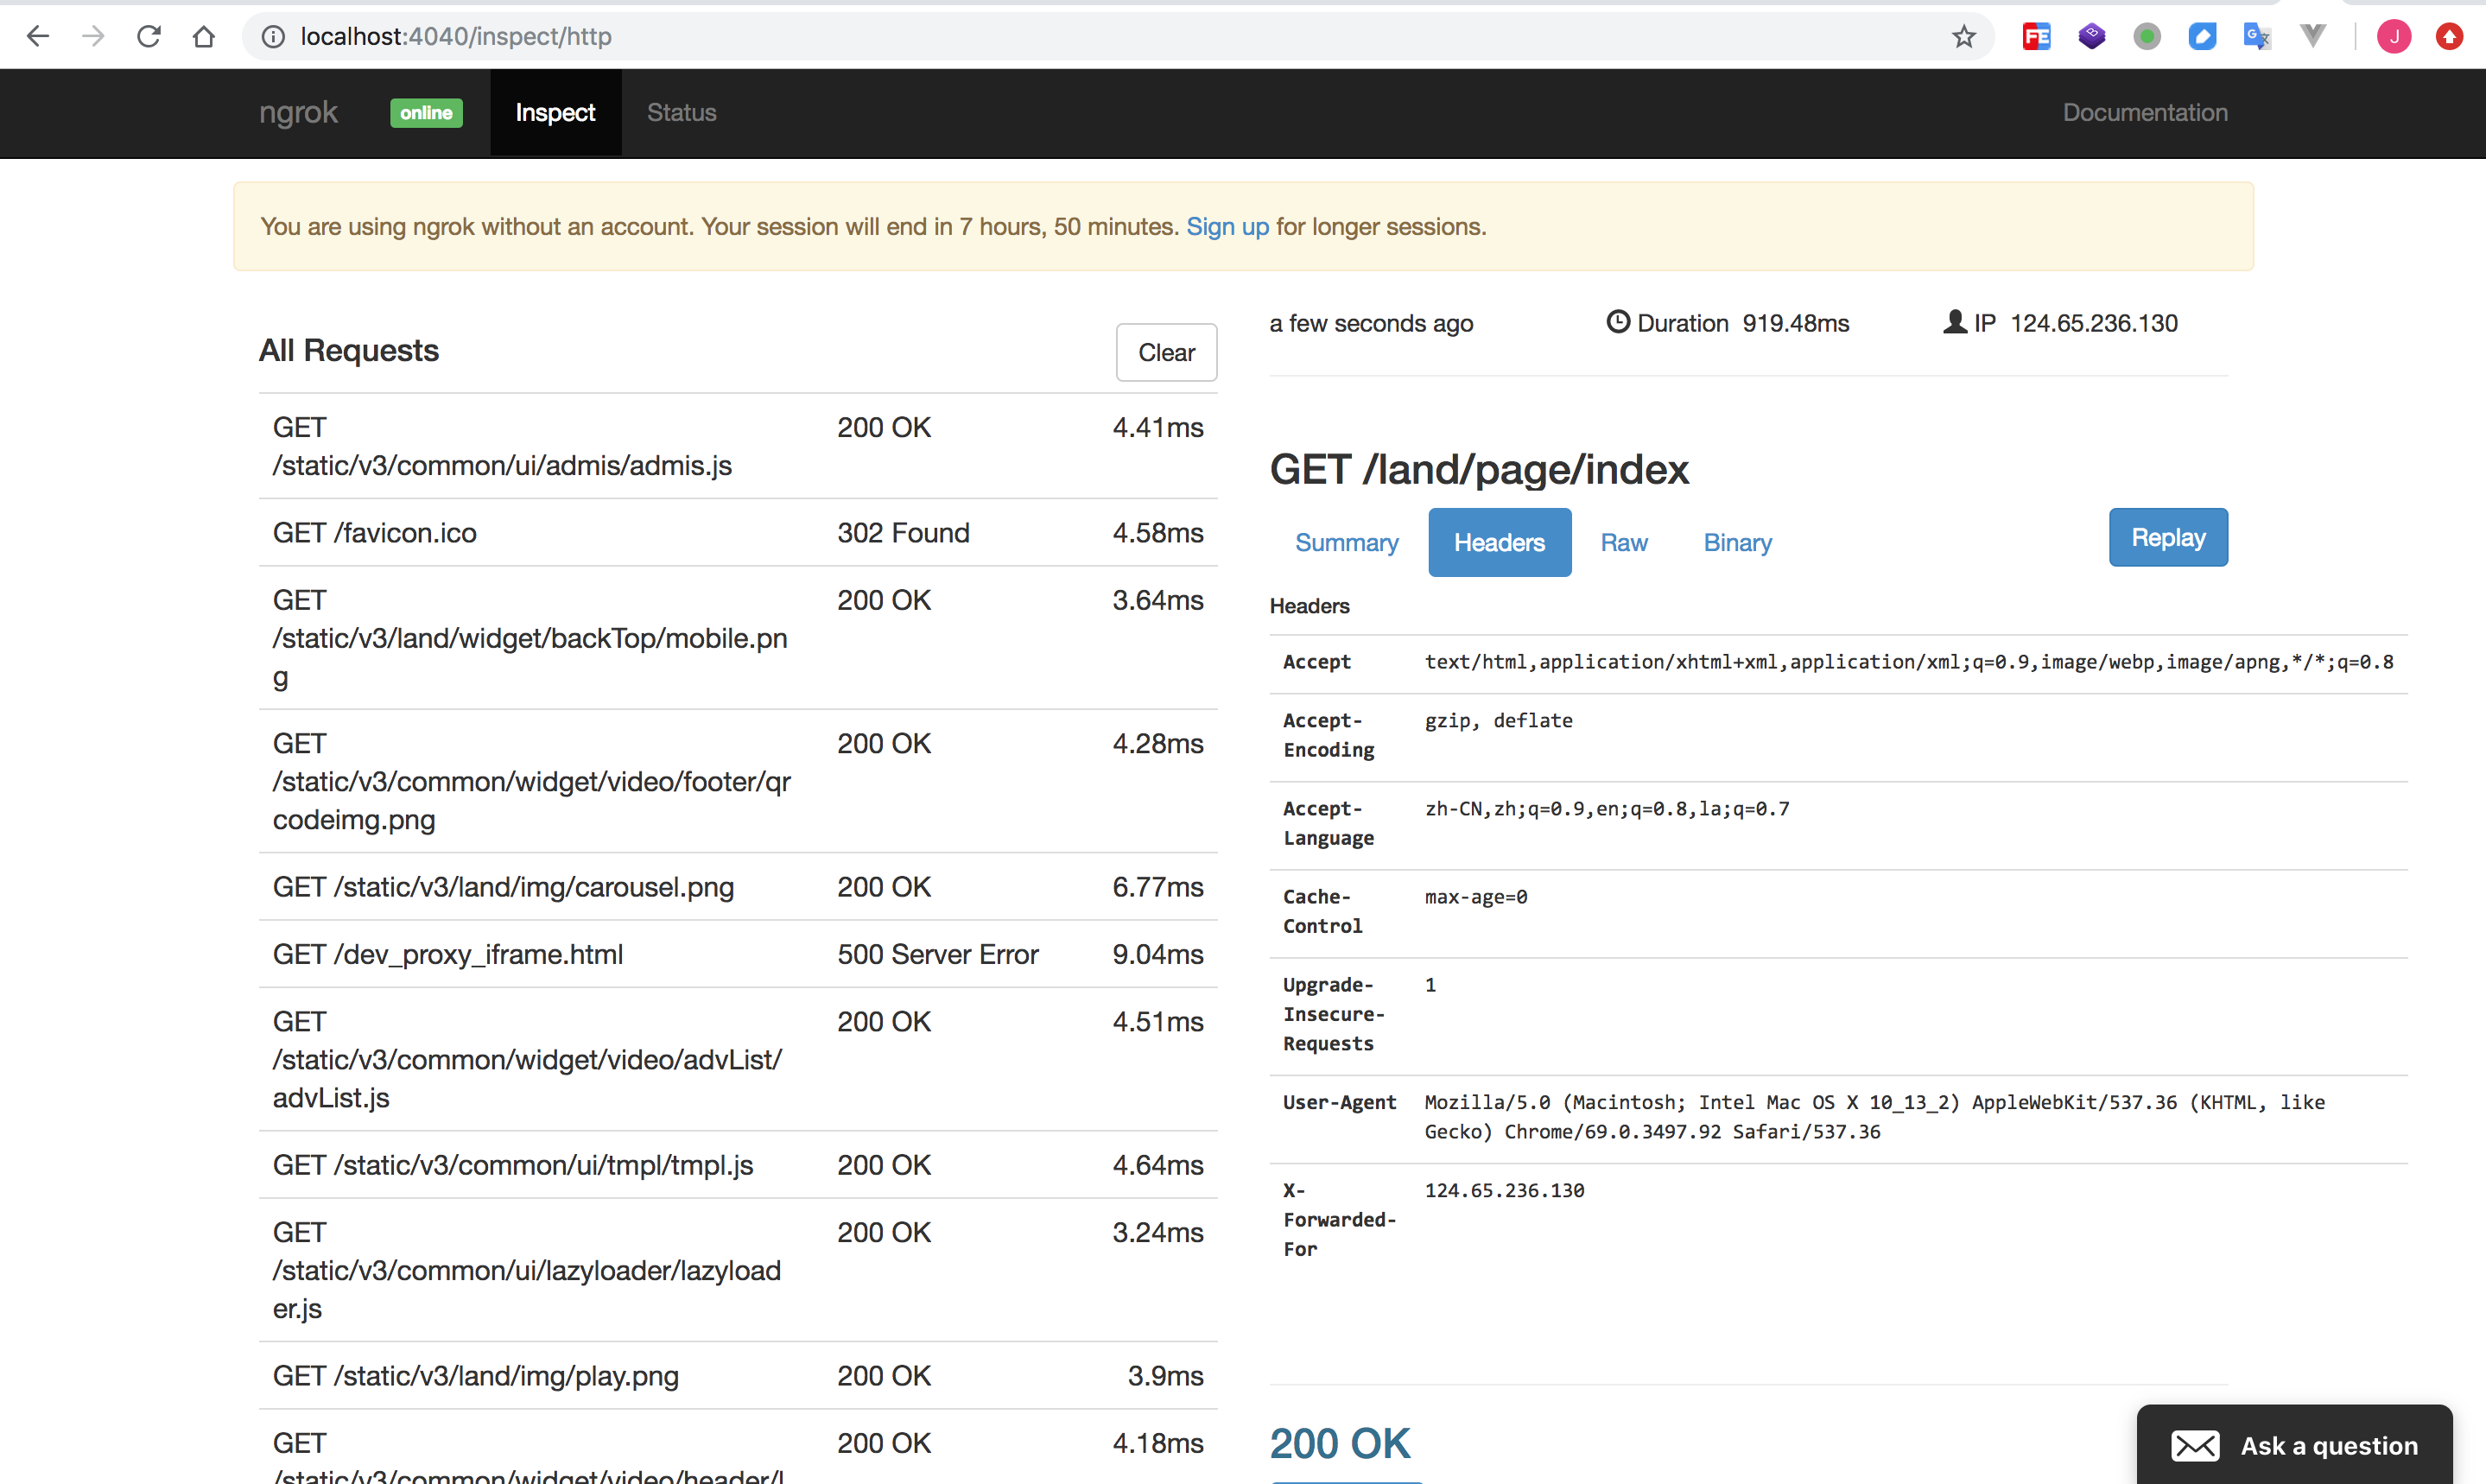 localhost:4040/inspect/http
FE
J
ngrok online Inspect Status Documentation
You are using ngrok without an account. Your session will end in 7 hours, 50 minutes. Sign up for longer sessions.
All Requests Clear
GET 200 OK 4.41ms
/static/v3/common/ui/admis/admis.js
GET /favicon.ico 302 Found 4.58ms
GET 200 OK 3.64ms
/static/v3/land/widget/backTop/mobile.pn
g
GET 200 OK 4.28ms
/static/v3/common/widget/video/footer/qr
codeimg.png
GET /static/v3/land/img/carousel.png 200 OK 6.77ms
GET /dev_proxy_iframe.html 500 Server Error 9.04ms
GET 200 OK 4.51ms
/static/v3/common/widget/video/advList/
advList.js
GET /static/v3/common/ui/tmpl/tmpl.js 200 OK 4.64ms
GET 200 OK 3.24ms
/static/v3/common/ui/lazyloader/lazyload
er.js
GET /static/v3/land/img/play.png 200 OK 3.9ms
GET 200 OK 4.18ms
/static/v3/common/widget/video/header/l
a few seconds ago Duration 919.48ms IP 124.65.236.130
GET /land/page/index
Summary Headers Raw Binary Replay
Headers
Accept text/html,application/xhtml+xml,application/xml;q=0.9,image/webp,image/apng,*/*;q=0.8
Accept- gzip, deflate
Encoding
Accept- zh-CN,zh;q=0.9,en;q=0.8,la;q=0.7
Language
Cache- max-age=0
Control
Upgrade- 1
Insecure-
Requests
User-Agent Mozilla/5.0 (Macintosh; Intel Mac OS X 10_13_2) AppleWebKit/537.36 (KHTML, like
Gecko) Chrome/69.0.3497.92 Safari/537.36
X- 124.65.236.130
Forwarded-
For
200 OK
Ask a question